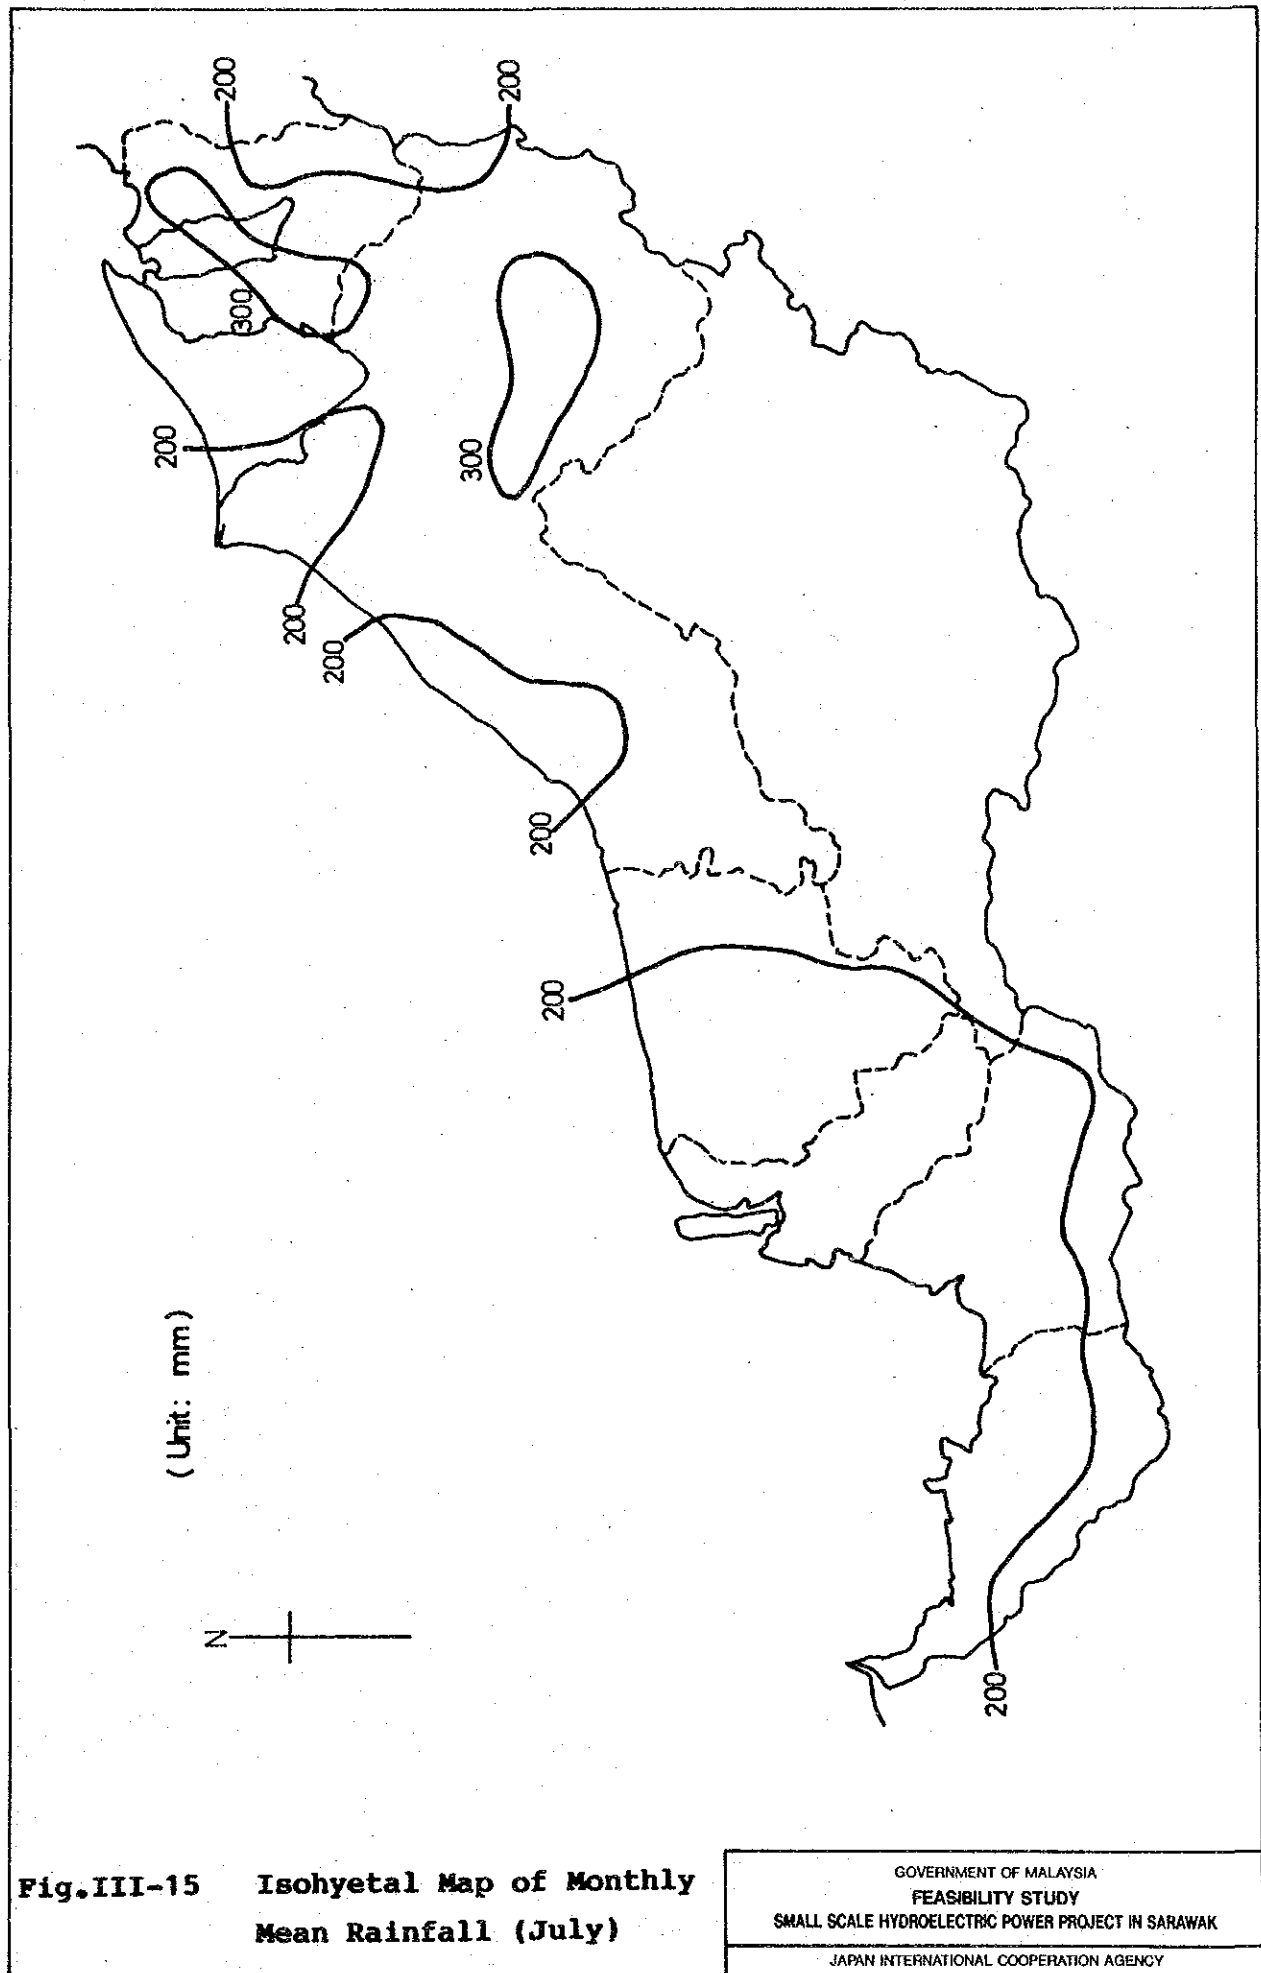 200
200
300
200
300
200
200
200
200
(Unit: mm)
N
200
Fig.III-15 Isohyetal Map of Monthly
Mean Rainfall (July)
GOVERNMENT OF MALAYSIA
FEASIBILITY STUDY
SMALL SCALE HYDROELECTRIC POWER PROJECT IN SARAWAK
JAPAN INTERNATIONAL COOPERATION AGENCY